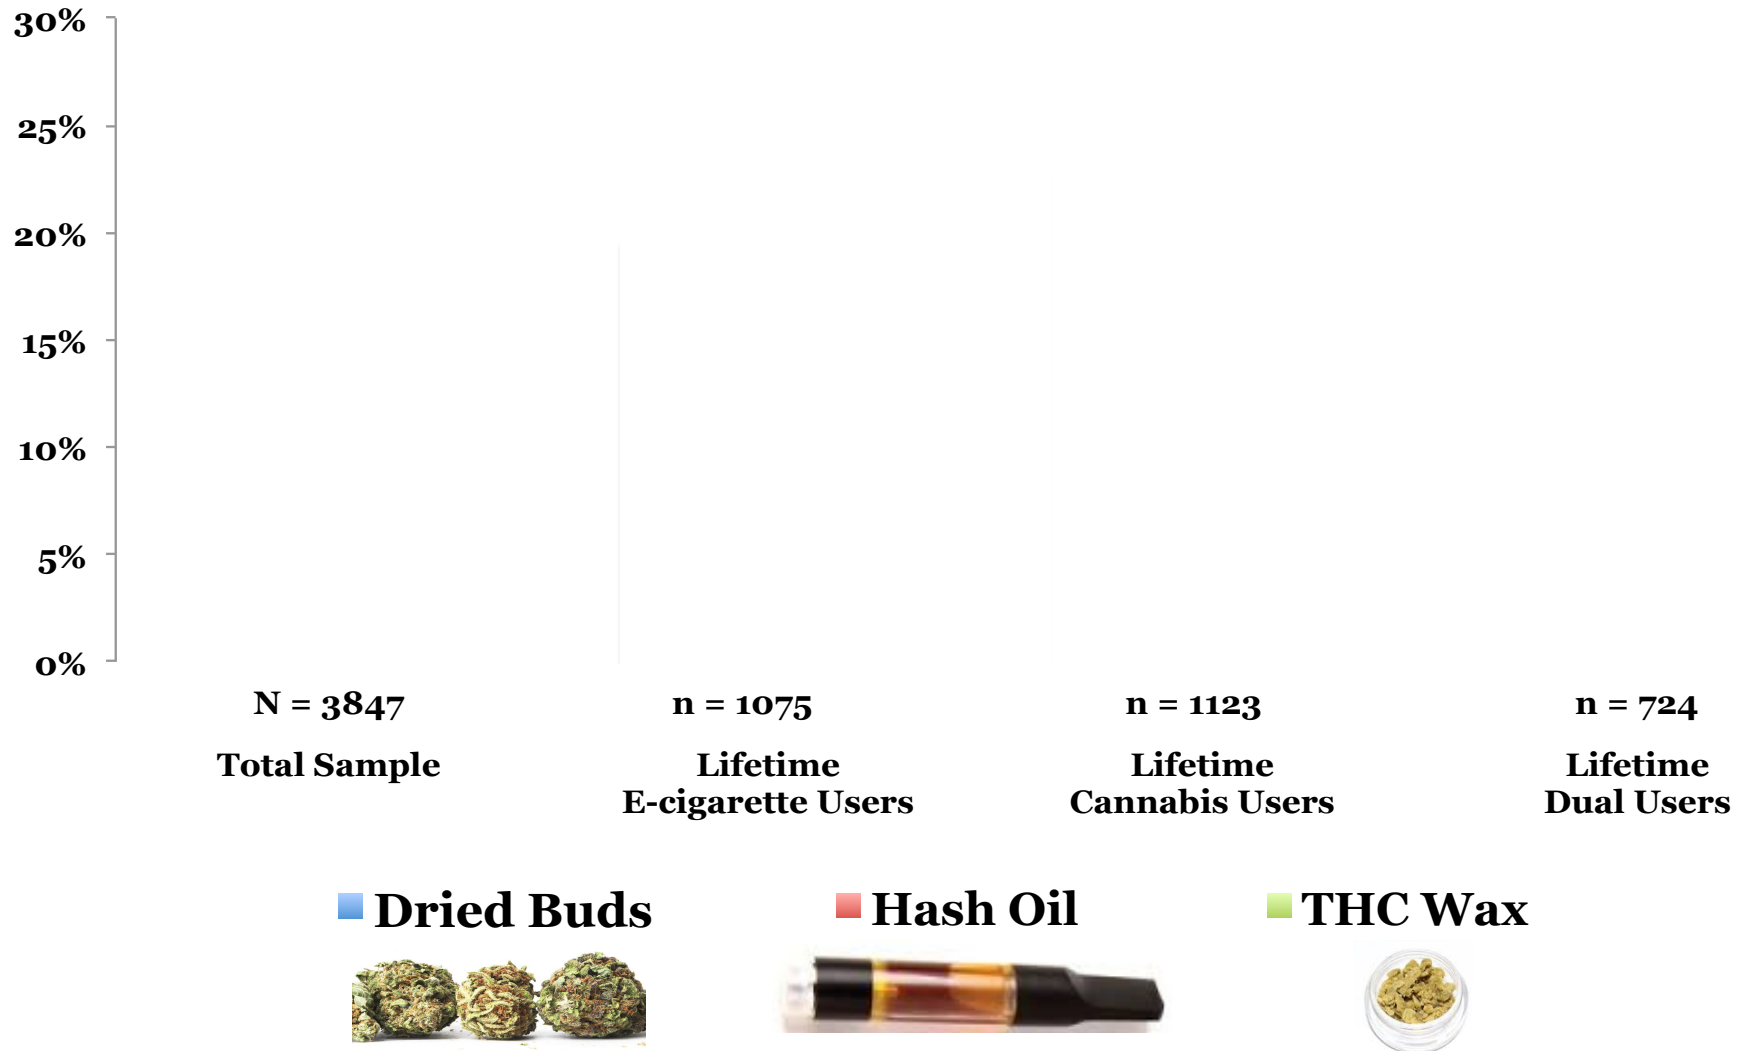 30%
25%
20%
15%
10%
5%
0%
N = 3847
n = 1075
n = 1123
n = 724
Total Sample
Lifetime
E-cigarette Users
Lifetime
Cannabis Users
Lifetime
Dual Users
Dried Buds
Hash Oil
THC Wax